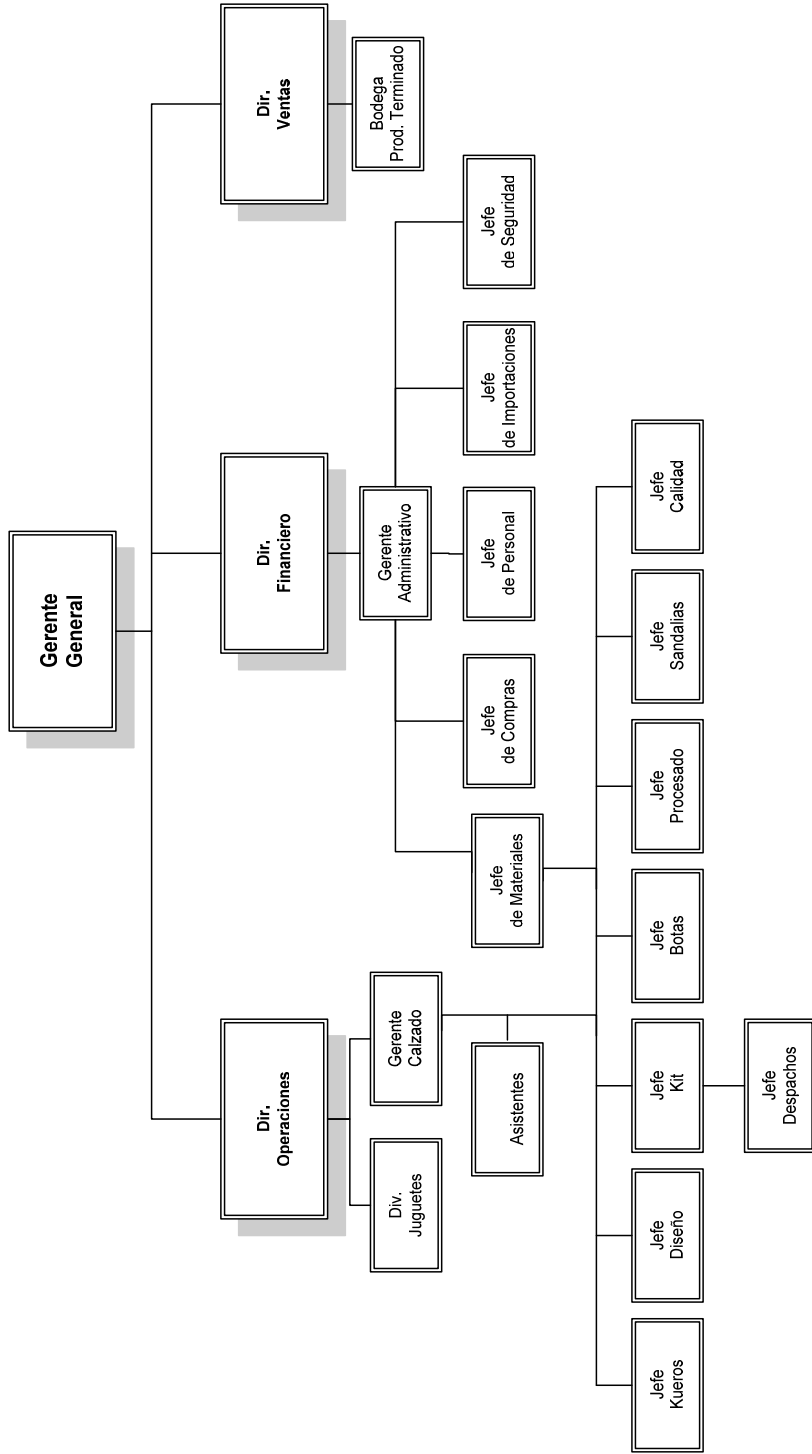 Gerente
General
Dir.
Operaciones
Dir.
Financiero
Dir.
Ventas
Div.
Juguetes
Gerente
Calzado
Gerente
Administrativo
Bodega
Prod. Terminado
Asistentes
Jefe
de Materiales
Jefe
de Compras
Jefe
de Personal
Jefe
de Importaciones
Jefe
de Seguridad
Jefe
Kueros
Jefe
Diseño
Jefe
Kit
Jefe
Botas
Jefe
Procesado
Jefe
Sandalias
Jefe
Calidad
Jefe
Despachos